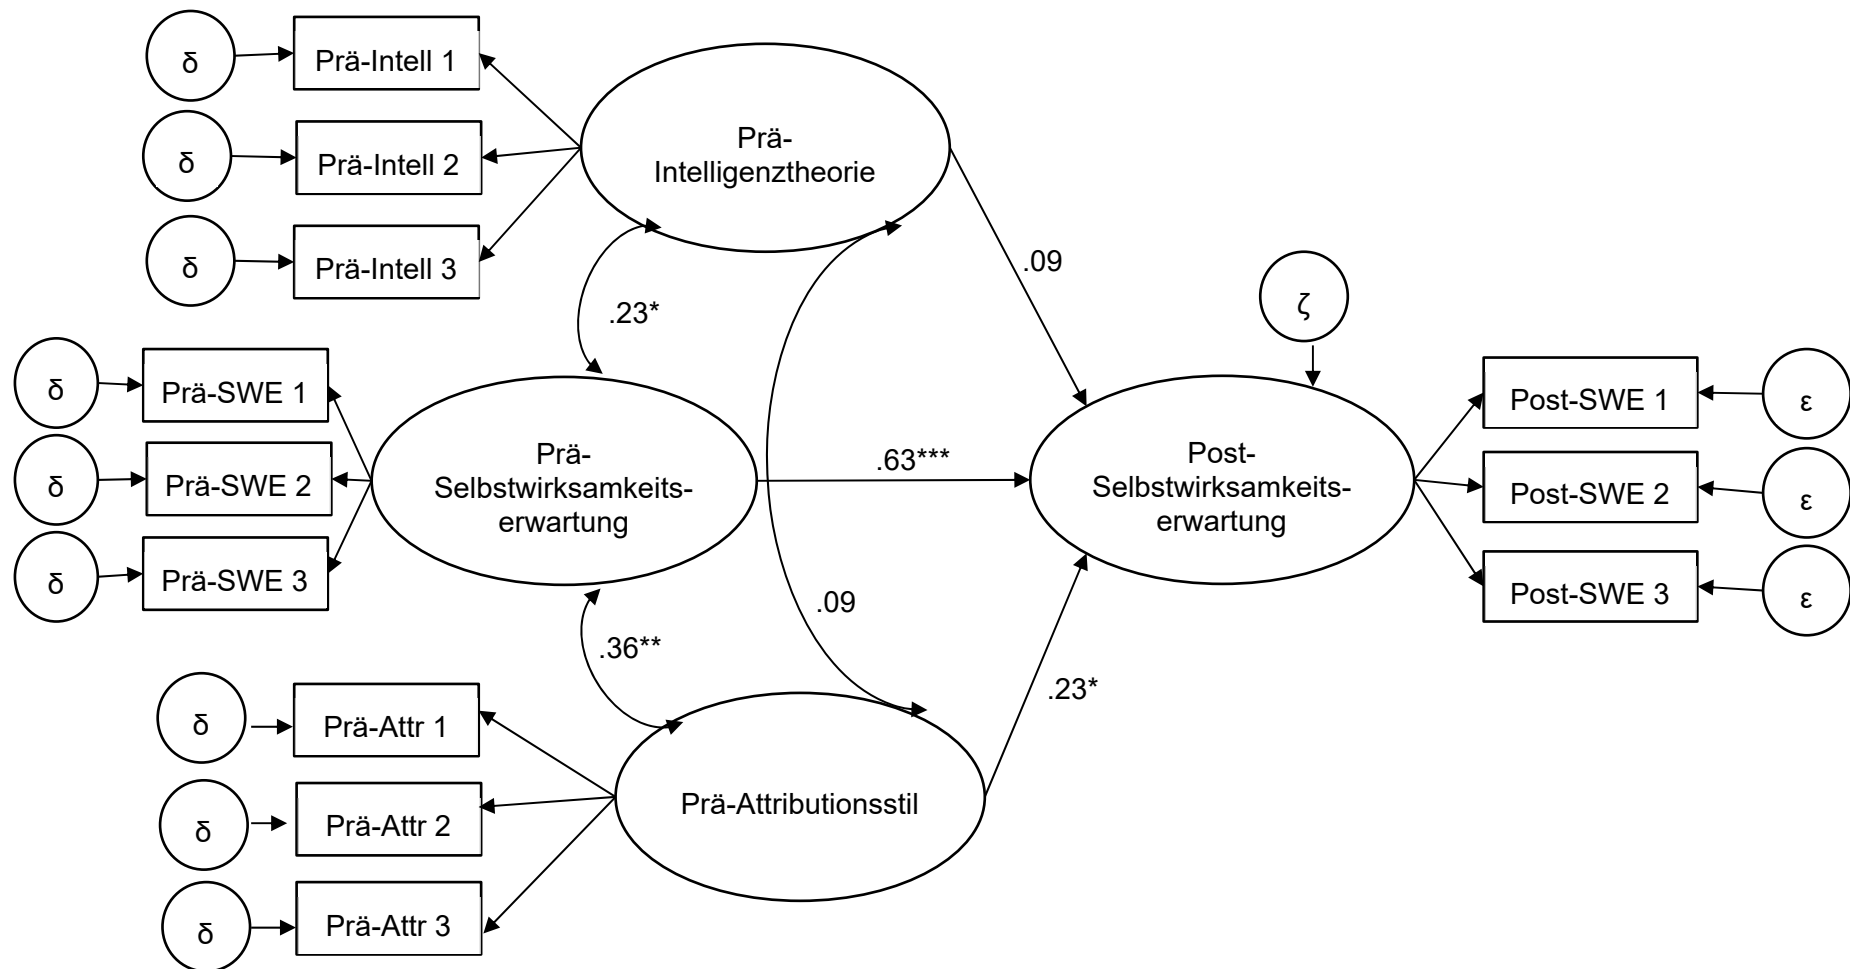 δ
Prä-Intell 1
δ
Prä-Intell 2
δ
Prä-Intell 3
Prä-
Intelligenztheorie
.23*
.09
ζ
δ
Prä-SWE 1
δ
Prä-SWE 2
δ
Prä-SWE 3
Prä-
Selbstwirksamkeits-
erwartung
.63***
Post-
Selbstwirksamkeits-
erwartung
Post-SWE 1
ε
Post-SWE 2
ε
Post-SWE 3
ε
.36**
.09
.23*
δ
Prä-Attr 1
δ
Prä-Attr 2
δ
Prä-Attr 3
Prä-Attributionsstil